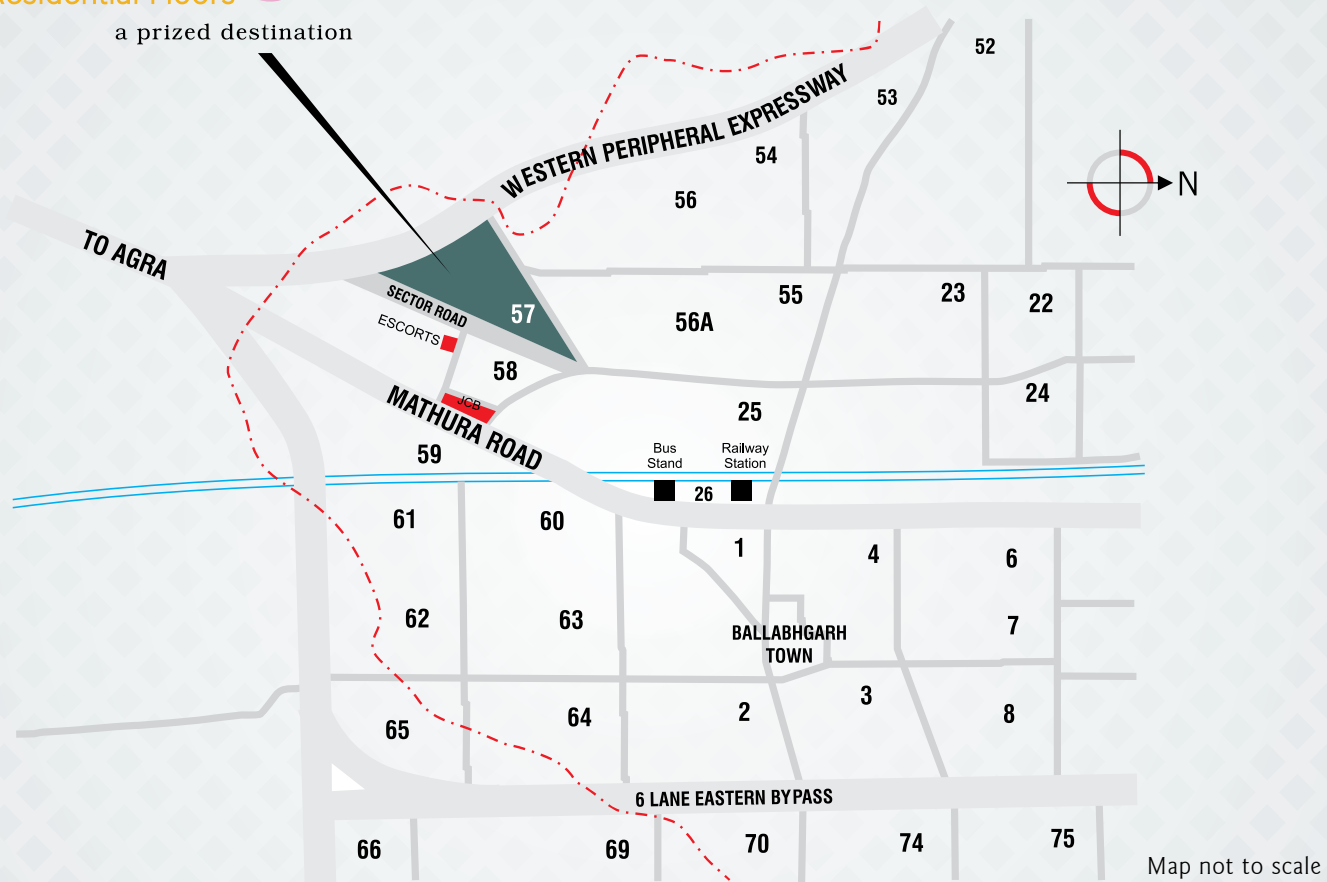 Residential Floors
a prized destination
52
53
WESTERN PERIPHERAL EXPRESSWAY
54
56
N
TO AGRA
57
SECTOR ROAD
ESCORTS
58
JCB
MATHURA ROAD
59
55
56A
23
22
24
25
Bus
Stand
Railway
Station
26
61
60
1
4
6
62
63
BALLABHGARH
TOWN
7
65
64
2
3
8
6 LANE EASTERN BYPASS
66
69
70
74
75
Map not to scale